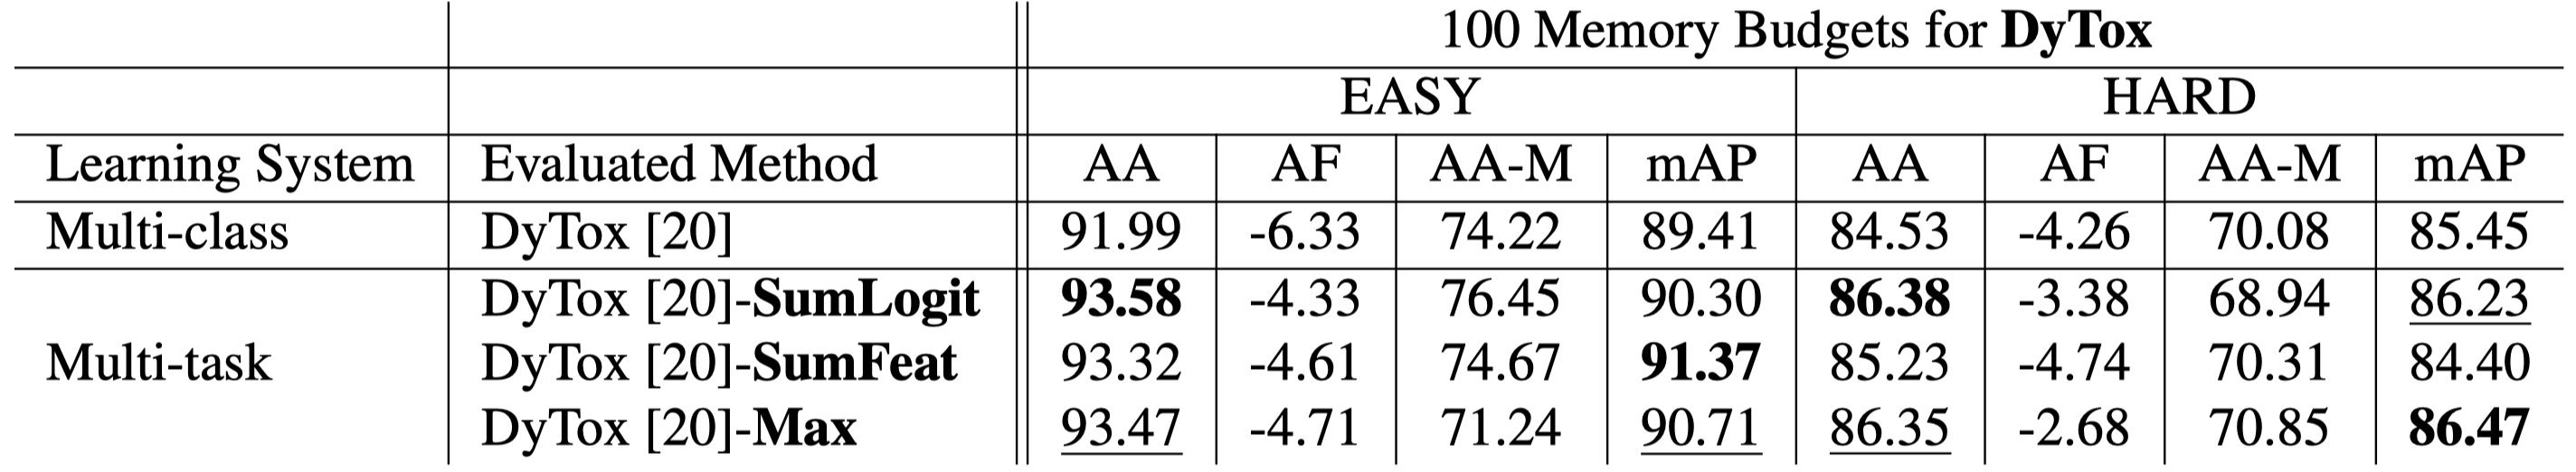 100 Memory Budgets for DyTox
EASY HARD
Learning System Evaluated Method AA AF AA-M mAP AA AF AA-M mAP
Multi-class DyTox [20] 91.99 -6.33 74.22 89.41 84.53 -4.26 70.08 85.45
DyTox [20]-SumLogit 93.58 -4.33 76.45 90.30 86.38 -3.38 68.94 86.23
Multi-task DyTox [20]-SumFeat 93.32 -4.61 74.67 91.37 85.23 -4.74 70.31 84.40
DyTox [20]-Max 93.47 -4.71 71.24 90.71 86.35 -2.68 70.85 86.47